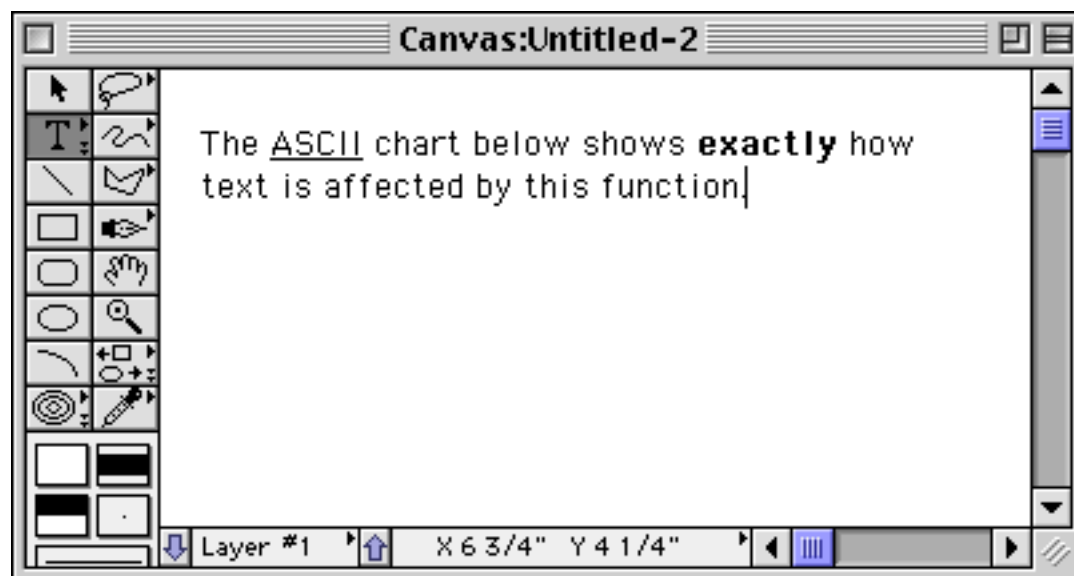 Canvas:Untitled-2
The ASCII chart below shows exactly how
text is affected by this function.
Layer #1 X 6 3/4" Y 4 1/4"